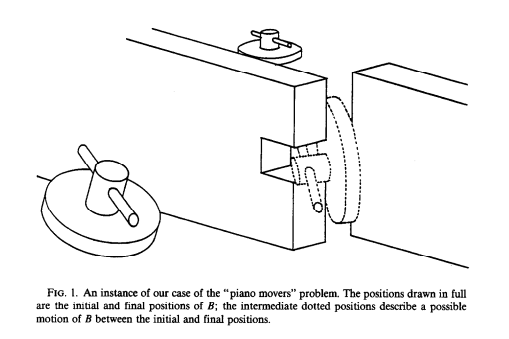 FIG. 1. An instance of our case of the "piano movers" problem. The positions drawn in full
are the initial and final positions of B; the intermediate dotted positions describe a possible
motion of B between the initial and final positions.